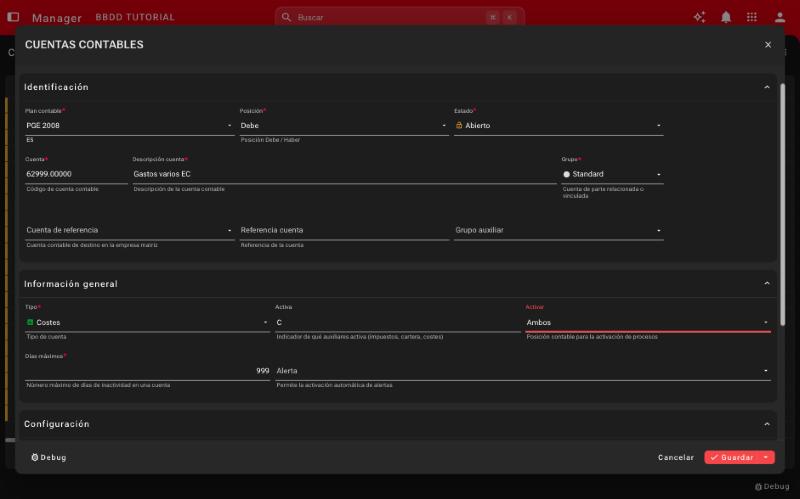 Manager BBDD TUTORIAL Buscar ⌘ K
CUENTAS CONTABLES
Identificación
Plan contable* Posición* Estado*
PGE 2008 Debe Abierto
ES Posición Debe / Haber
Cuenta* Descripción cuenta* Grupo*
62999.00000 Gastos varios EC Standard
Código de cuenta contable Descripción de la cuenta contable Cuenta de parte relacionada o
vinculada
Cuenta de referencia Referencia cuenta Grupo auxiliar
Cuenta contable de destino en la empresa matriz Referencia de la cuenta
Información general
Tipo* Activa Activar
Costes C Ambos
Tipo de cuenta Indicador de qué auxiliares activa (impuestos, cartera, costes) Posición contable para la activación de procesos
Días máximos*
999 Alerta
Número máximo de días de inactividad en una cuenta Permite la activación automática de alertas
Configuración
Debug Cancelar Guardar
Debug